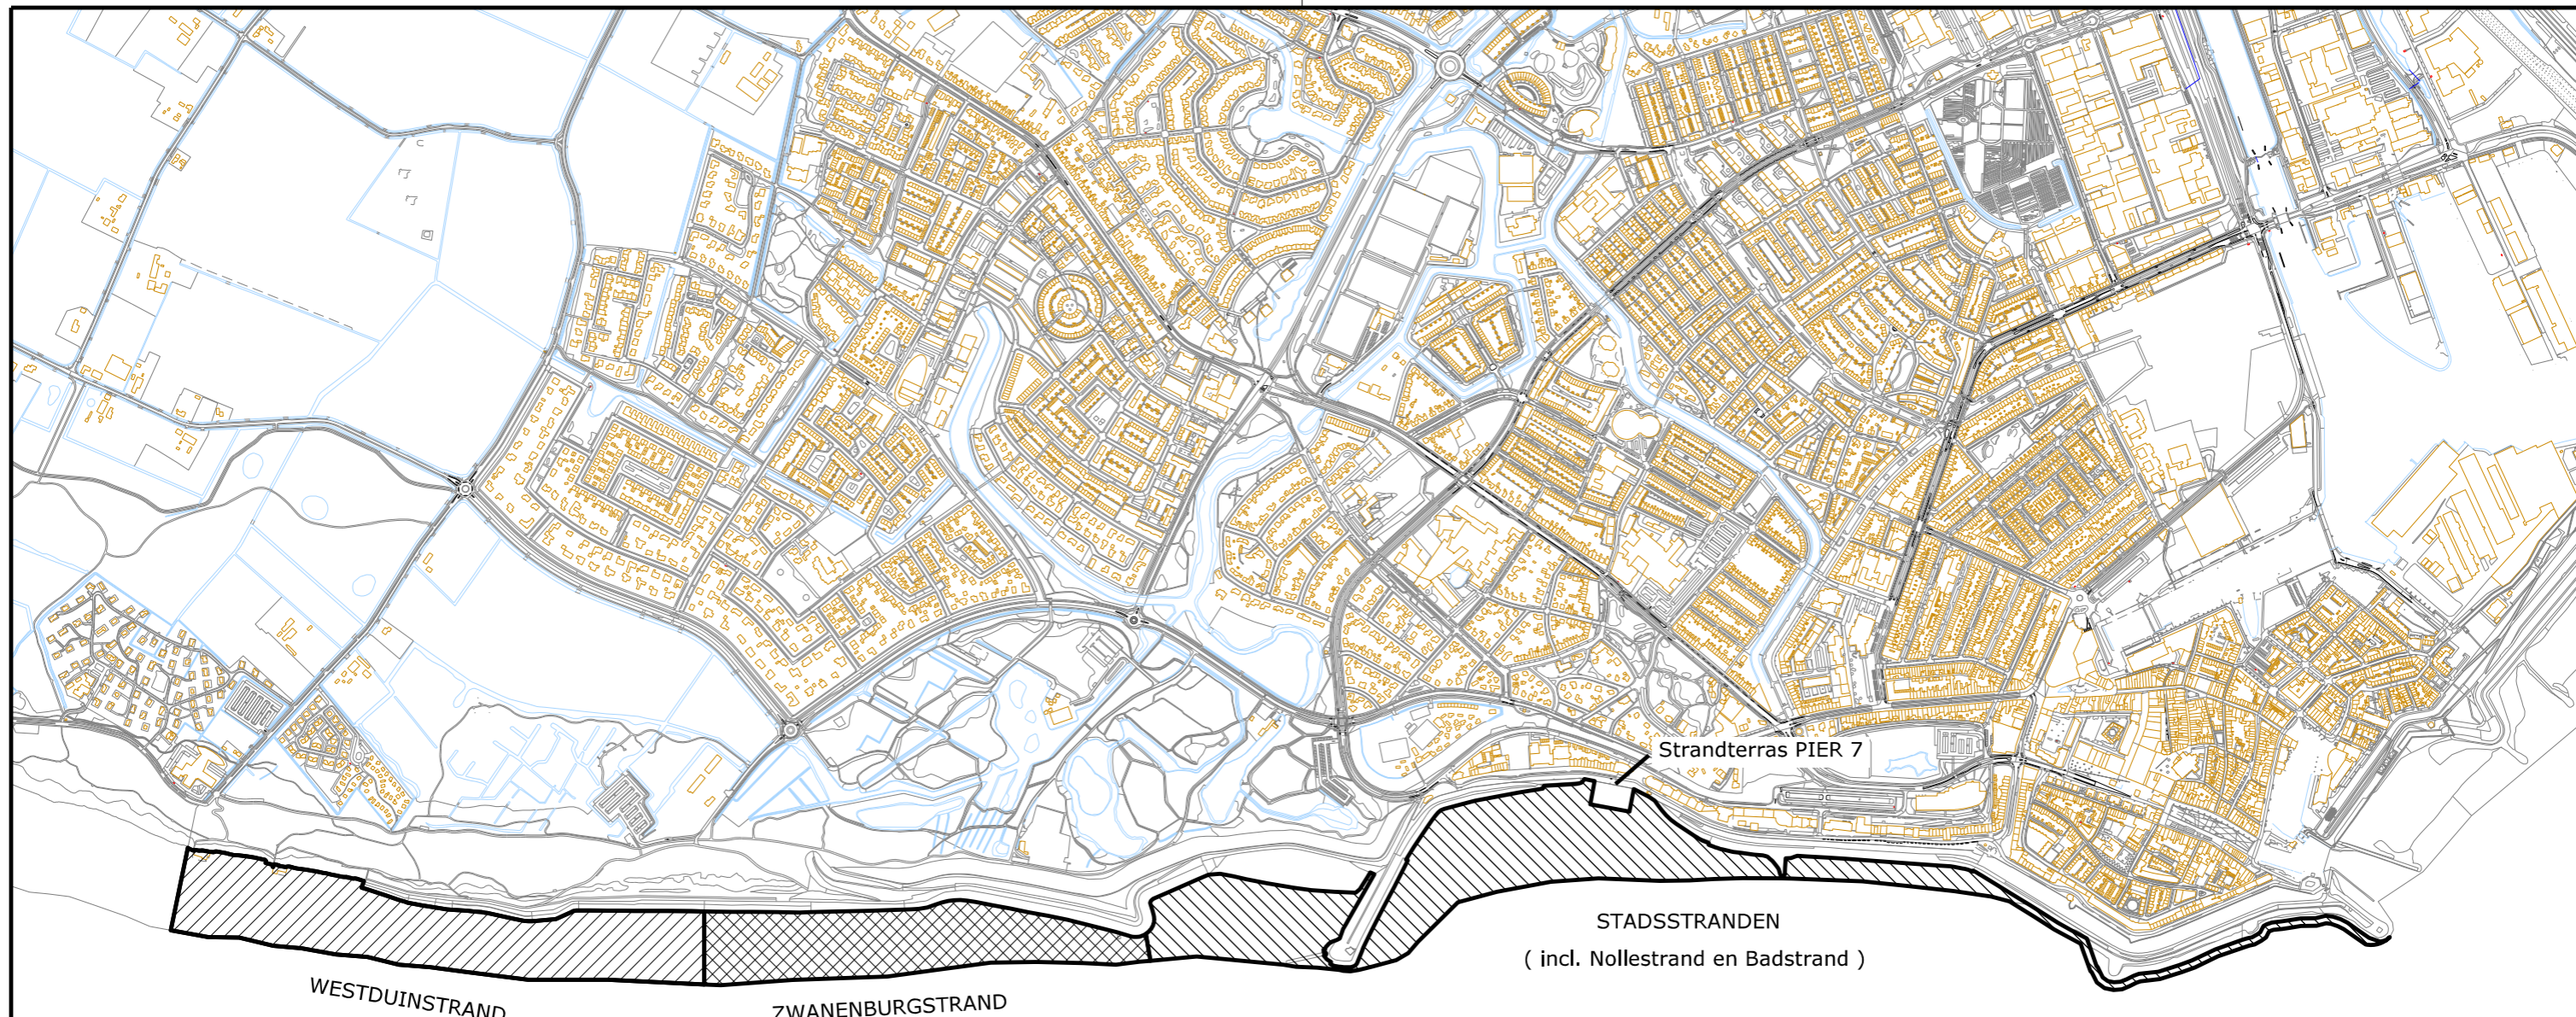 Strandterras PIER 7
STADSSTRANDEN
( incl. Nollestrand en Badstrand )
WESTDUINSTRAND
ZWANENBURGSTRAND